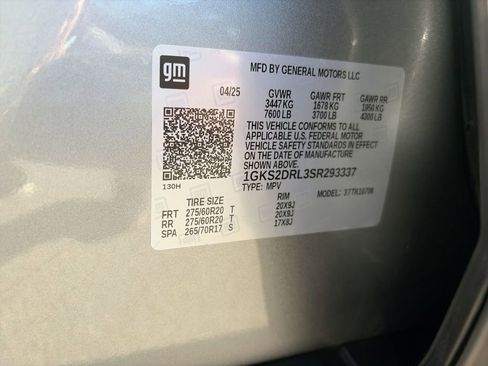 gm
MFD BY GENERAL MOTORS LLC
04/25 GVWR GAWR FRT GAWR RR
3447 KG 1678 KG 1950 KG
7600 LB 3700 LB 4300 LB
THIS VEHICLE CONFORMS TO ALL
APPLICABLE U.S. FEDERAL MOTOR
VEHICLE SAFETY STANDARDS IN
EFFECT ON THE DATE OF MANUFACTURE
SHOWN ABOVE.
1GKS2DRL3SR293337
130H TYPE: MPV MODEL: 37TK10706
TIRE SIZE RIM
FRT 275/60R20 T 20X9J
RR 275/60R20 T 20X9J
SPA 265/70R17 S 17X8J